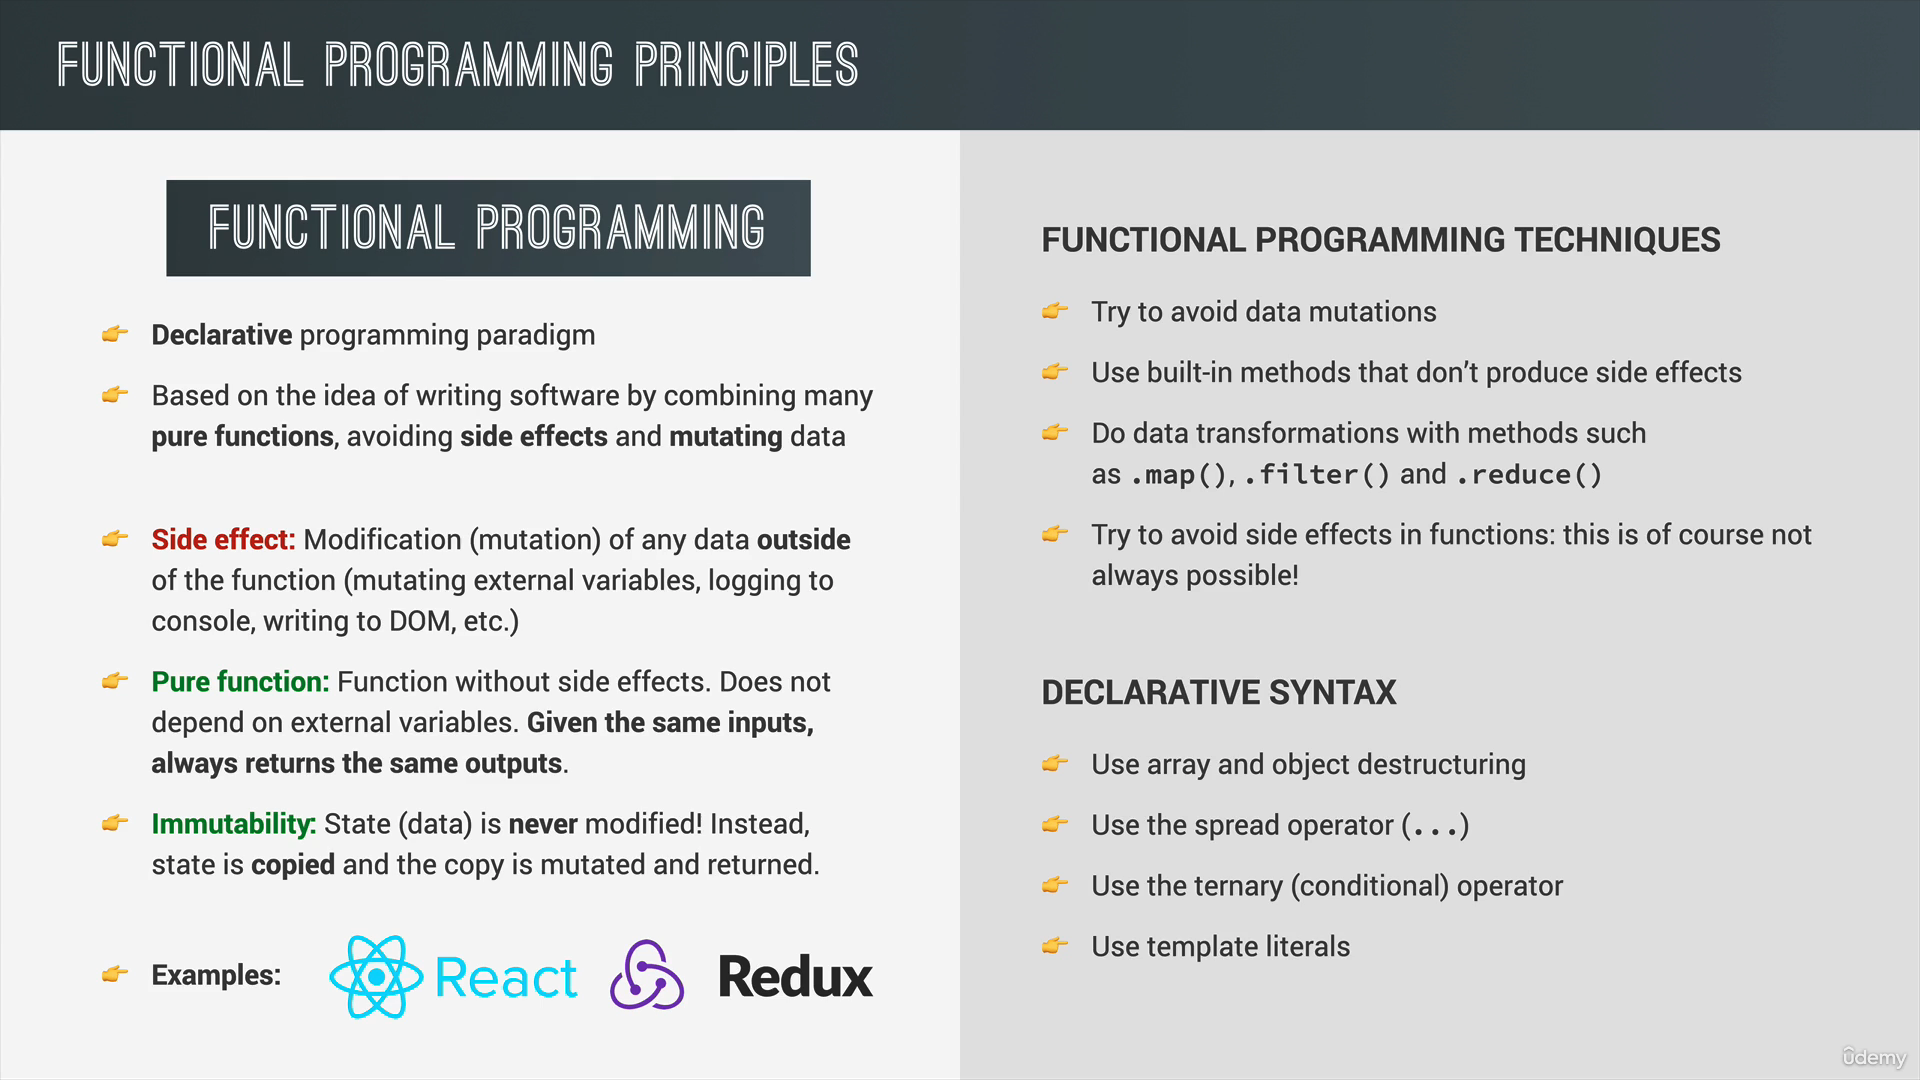 FUNCTIONAL PROGRAMMING PRINCIPLES
FUNCTIONAL PROGRAMMING
👉 Declarative programming paradigm
👉 Based on the idea of writing software by combining many
pure functions, avoiding side effects and mutating data
👉 Side effect: Modification (mutation) of any data outside
of the function (mutating external variables, logging to
console, writing to DOM, etc.)
👉 Pure function: Function without side effects. Does not
depend on external variables. Given the same inputs,
always returns the same outputs.
👉 Immutability: State (data) is never modified! Instead,
state is copied and the copy is mutated and returned.
👉 Examples: React Redux
FUNCTIONAL PROGRAMMING TECHNIQUES
👉 Try to avoid data mutations
👉 Use built-in methods that don’t produce side effects
👉 Do data transformations with methods such
as .map(), .filter() and .reduce()
👉 Try to avoid side effects in functions: this is of course not
always possible!
DECLARATIVE SYNTAX
👉 Use array and object destructuring
👉 Use the spread operator (...)
👉 Use the ternary (conditional) operator
👉 Use template literals
ûdemy